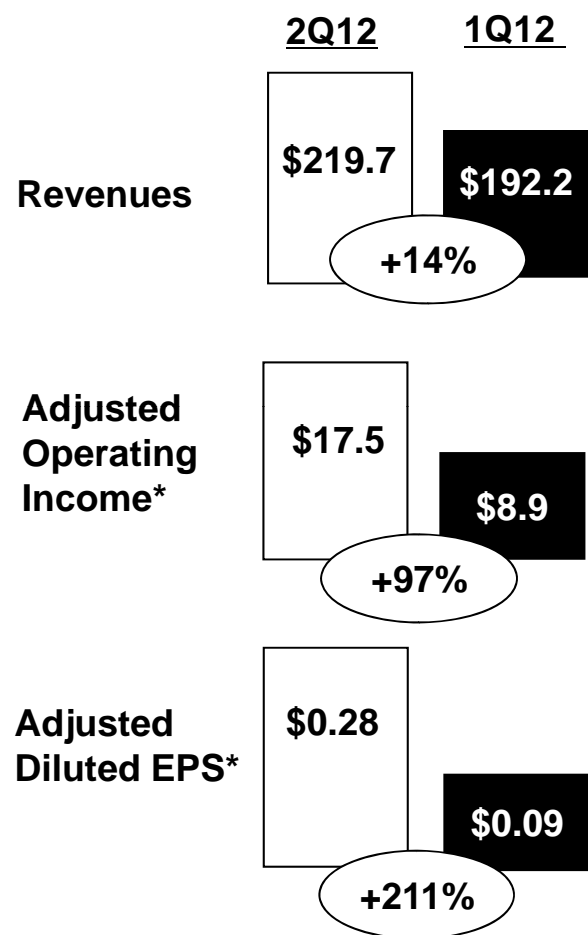 2Q12
1Q12
$219.7
$192.2
Revenues
+14%
Adjusted
Operating
Income*
$17.5
$8.9
+97%
Adjusted
Diluted EPS*
$0.28
$0.09
+211%